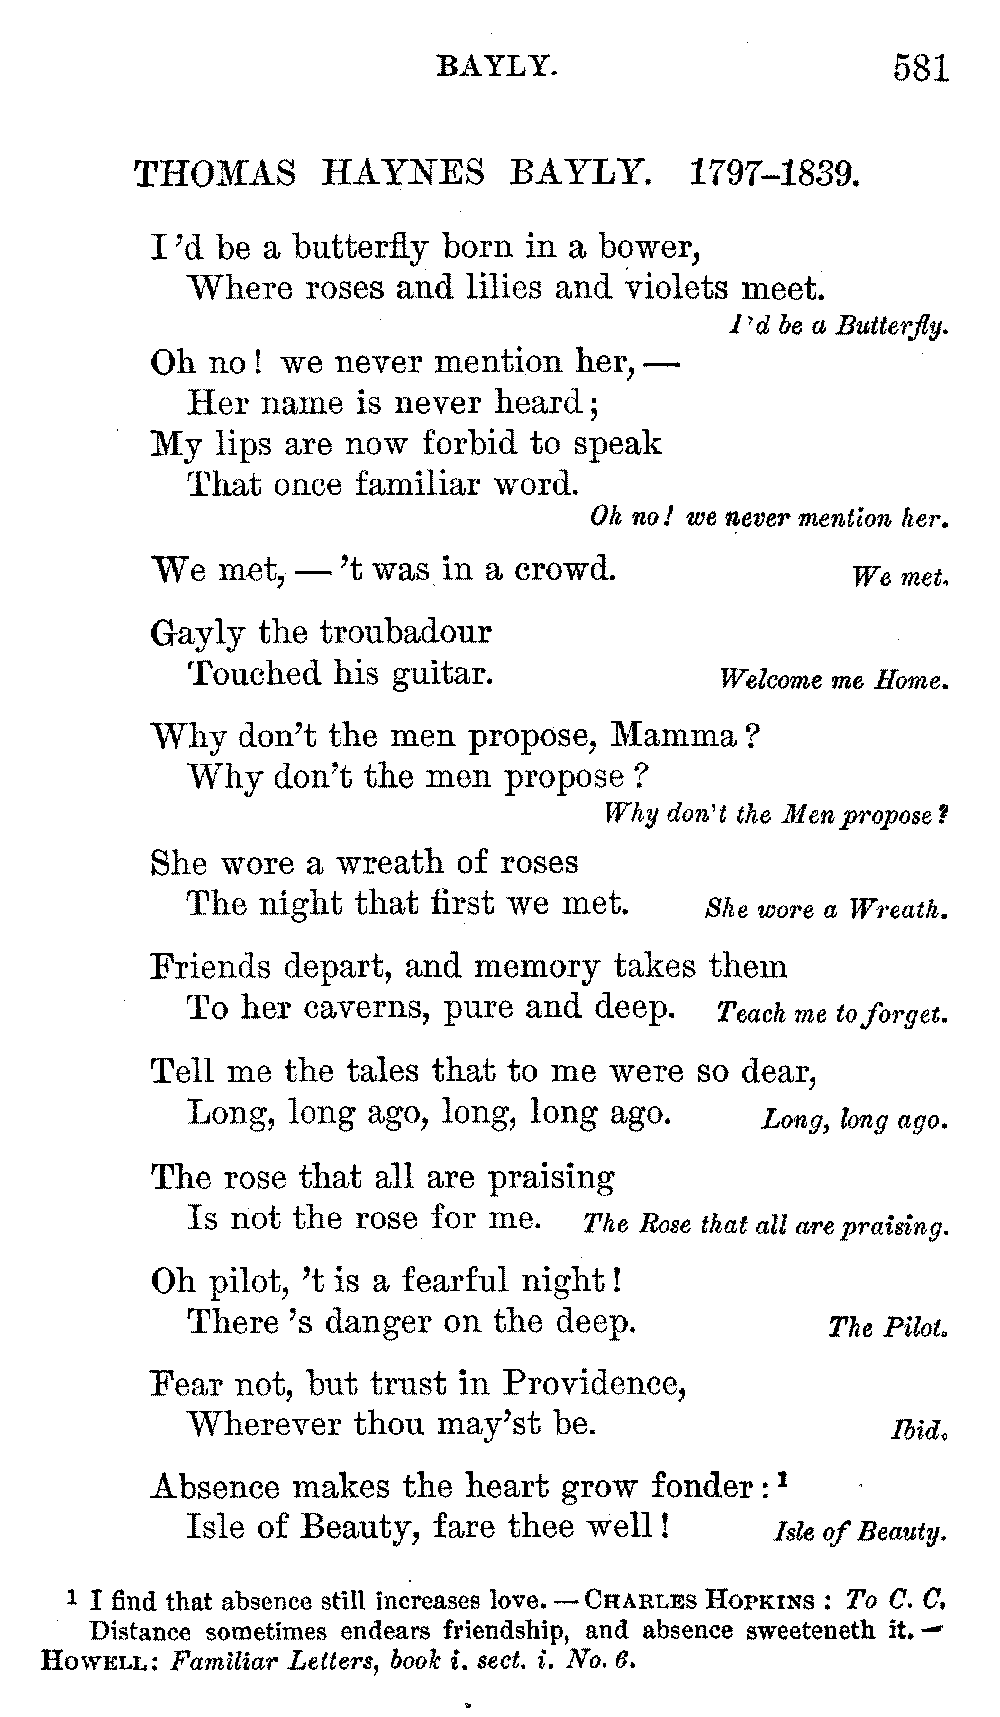 BAYLY. 581
THOMAS HAYNES BAYLY. 1797–1839.
I 'd be a butterfly born in a bower,
Where roses and lilies and violets meet.
I'd be a Butterfly.
Oh no! we never mention her, —
Her name is never heard;
My lips are now forbid to speak
That once familiar word.
Oh no! we never mention her.
We met, — 't was in a crowd. We met.
Gayly the troubadour
Touched his guitar. Welcome me Home.
Why don't the men propose, Mamma?
Why don't the men propose?
Why don't the Men propose?
She wore a wreath of roses
The night that first we met. She wore a Wreath.
Friends depart, and memory takes them
To her caverns, pure and deep. Teach me to forget.
Tell me the tales that to me were so dear,
Long, long ago, long, long ago. Long, long ago.
The rose that all are praising
Is not the rose for me. The Rose that all are praising.
Oh pilot, 't is a fearful night!
There 's danger on the deep. The Pilot.
Fear not, but trust in Providence,
Wherever thou may'st be. Ibid.
Absence makes the heart grow fonder:¹
Isle of Beauty, fare thee well! Isle of Beauty.
¹ I find that absence still increases love. — CHARLES HOPKINS: To C. C.
Distance sometimes endears friendship, and absence sweeteneth it. —
HOWELL: Familiar Letters, book i. sect. i. No. 6.